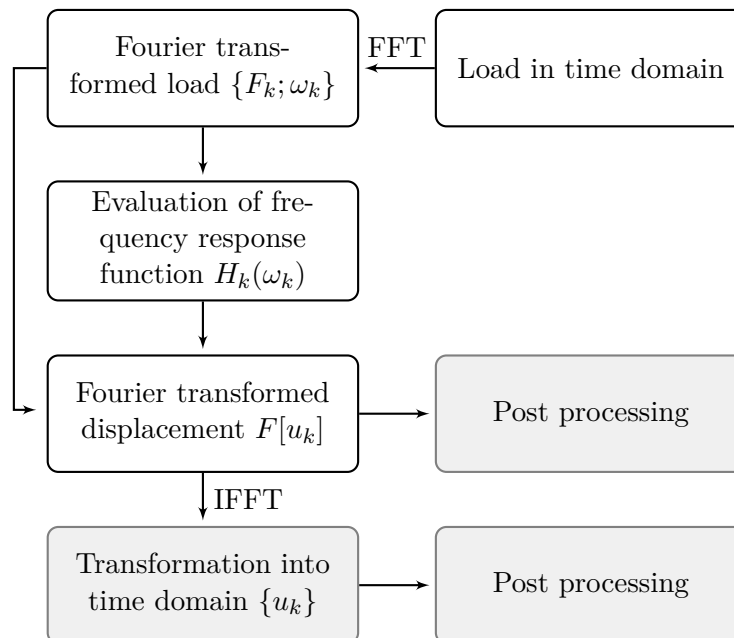 Fourier trans-
formed load {F_k; ω_k}
FFT
Load in time domain
Evaluation of fre-
quency response
function H_k(ω_k)
Fourier transformed
displacement F[u_k]
Post processing
IFFT
Transformation into
time domain {u_k}
Post processing